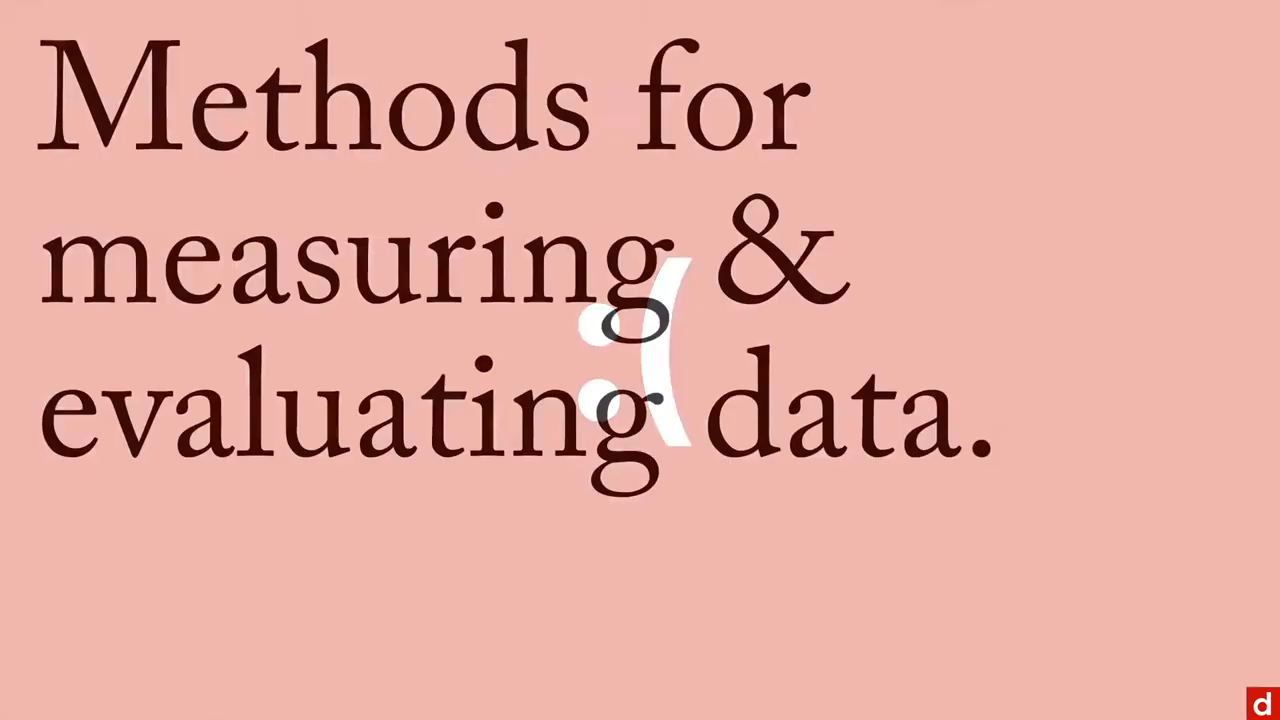 Methods for
measuring &
evaluating data.
:(
d